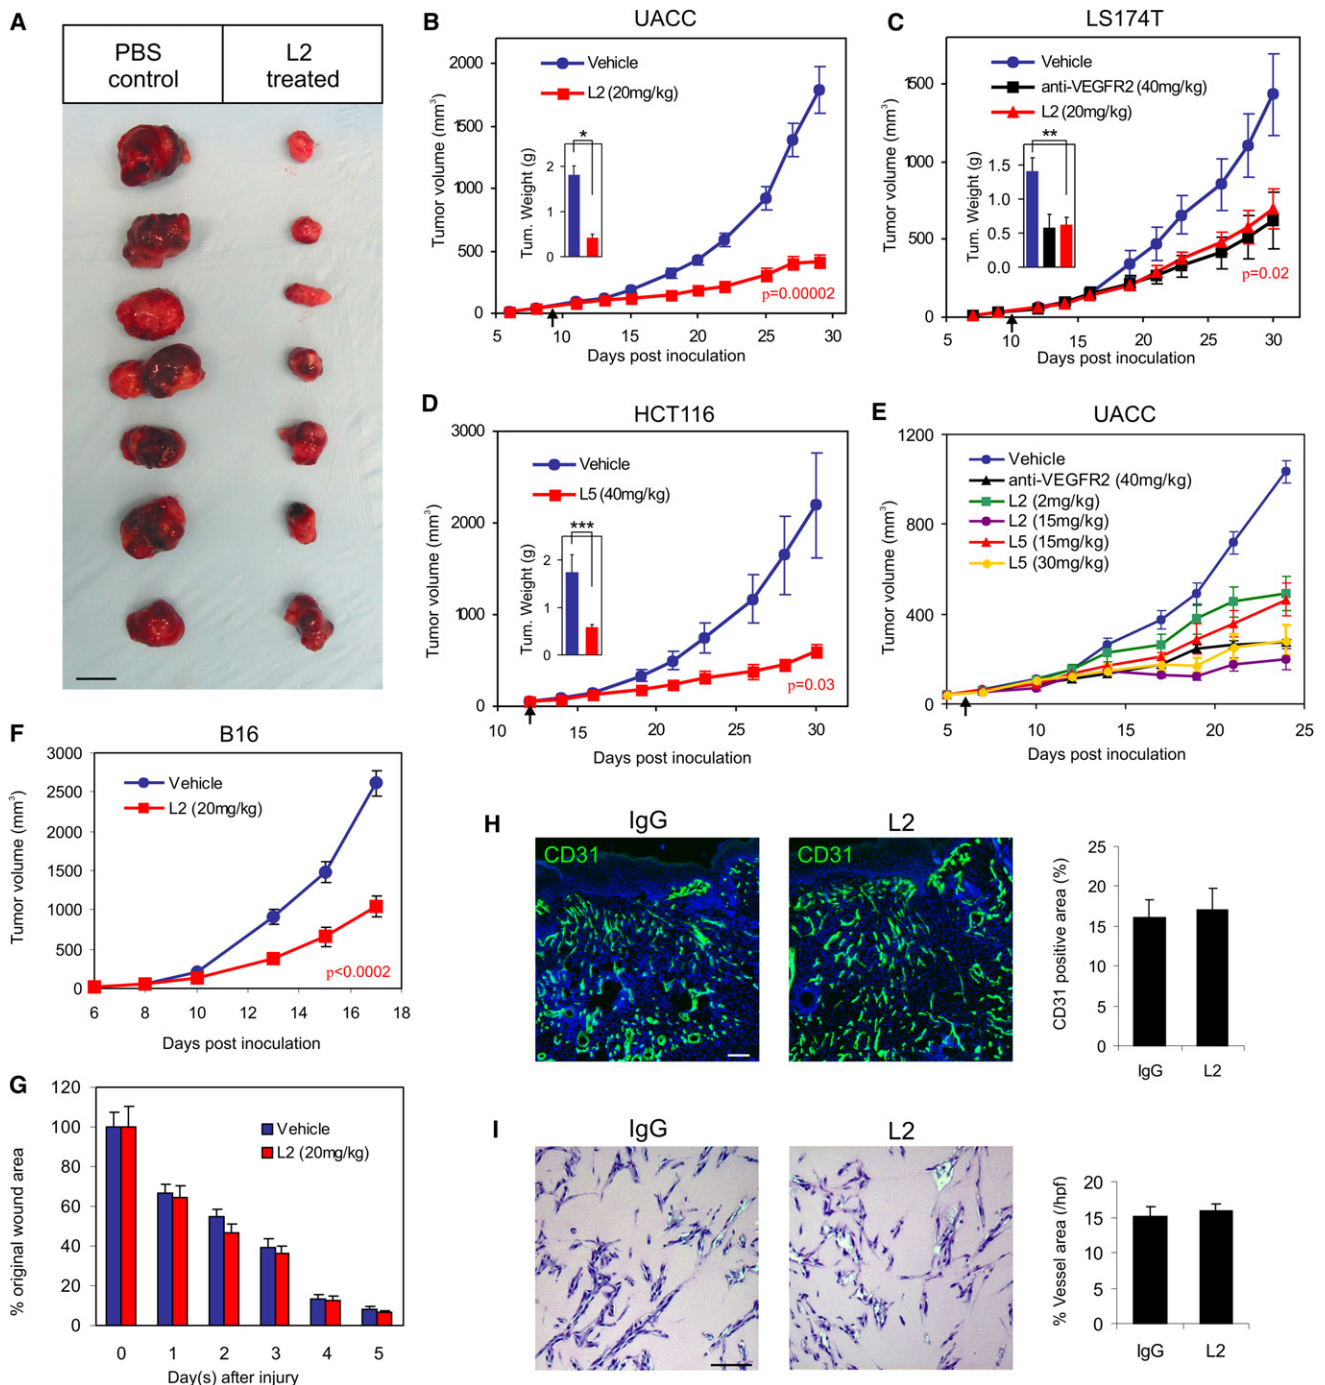 A
PBS control
L2 treated
B
UACC
Tumor volume (mm3)
2000
1500
1000
500
0
Vehicle
L2 (20mg/kg)
Tum. Weight (g)
2
1
0
*
p=0.00002
5 10 15 20 25 30
Days post inoculation
C
LS174T
Tumor volume (mm3)
1500
1000
500
0
Vehicle
anti-VEGFR2 (40mg/kg)
L2 (20mg/kg)
Tum. Weight (g)
1.5
1.0
0.5
0.0
**
p=0.02
5 10 15 20 25 30
Days post inoculation
D
HCT116
Tumor volume (mm3)
3000
2000
1000
0
Vehicle
L5 (40mg/kg)
Tum. Weight (g)
2
1
0
***
p=0.03
10 15 20 25 30
Days post inoculation
E
UACC
Tumor volume (mm3)
1200
800
400
0
Vehicle
anti-VEGFR2 (40mg/kg)
L2 (2mg/kg)
L2 (15mg/kg)
L5 (15mg/kg)
L5 (30mg/kg)
5 10 15 20 25
Days post inoculation
F
B16
Tumor volume (mm3)
3000
2500
2000
1500
1000
500
0
Vehicle
L2 (20mg/kg)
p<0.0002
6 8 10 12 14 16 18
Days post inoculation
G
% original wound area
120
100
80
60
40
20
0
Vehicle
L2 (20mg/kg)
0 1 2 3 4 5
Day(s) after injury
H
IgG
L2
CD31
CD31
CD31 positive area (%)
25
20
15
10
5
0
IgG L2
I
IgG
L2
% Vessel area (/hpf)
20
15
10
5
0
IgG L2